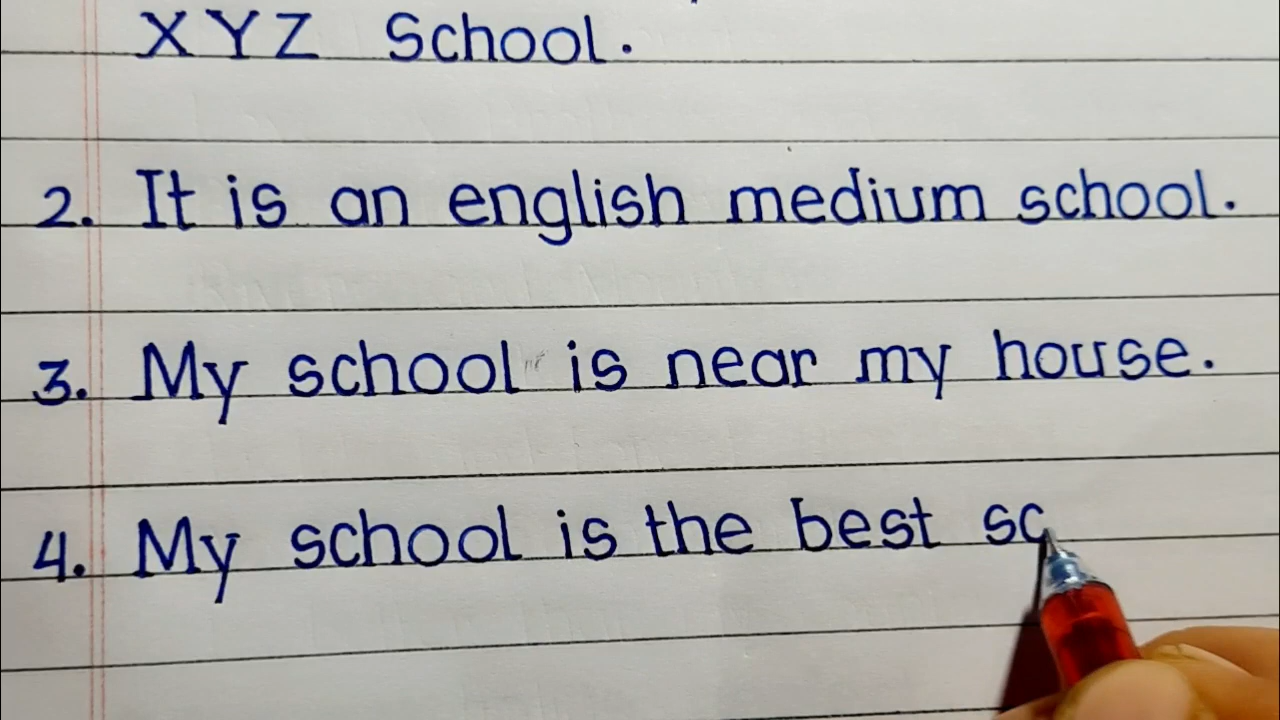 XYZ School.
2. It is an english medium school.
3. My school is near my house.
4. My school is the best sc